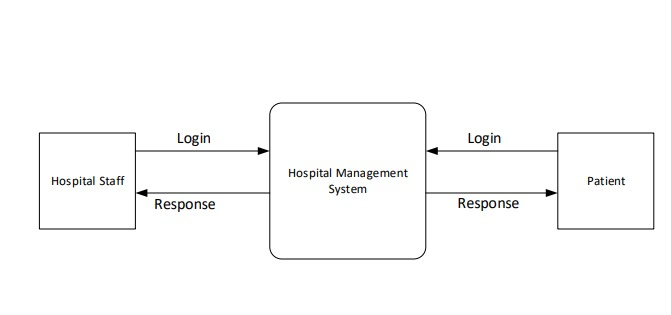 Login
Login
Hospital Staff
Hospital Management
System
Patient
Response
Response